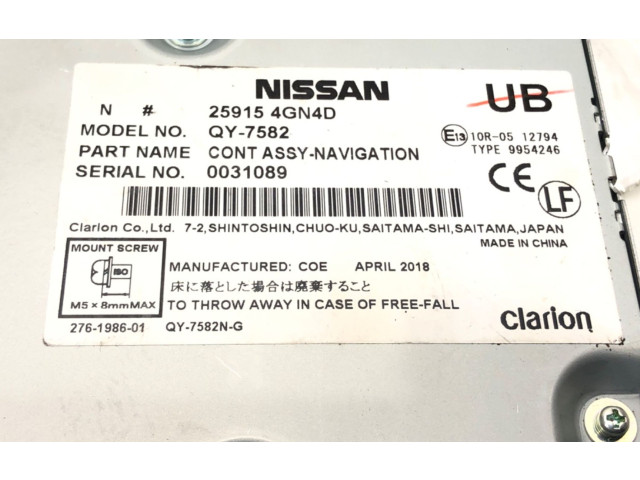 NISSAN
UB
N # 25915 4GN4D
MODEL NO. QY-7582
E13 10R-05 12794
PART NAME CONT ASSY-NAVIGATION
TYPE 9954246
SERIAL NO. 0031089
CE
LF
Clarion Co.,Ltd. 7-2,SHINTOSHIN,CHUO-KU,SAITAMA-SHI,SAITAMA,JAPAN
MADE IN CHINA
MOUNT SCREW
ISO
M5×8mmMAX
MANUFACTURED: COE APRIL 2018
床に落とした場合は廃棄すること
TO THROW AWAY IN CASE OF FREE-FALL
276-1986-01 QY-7582N-G
clarion